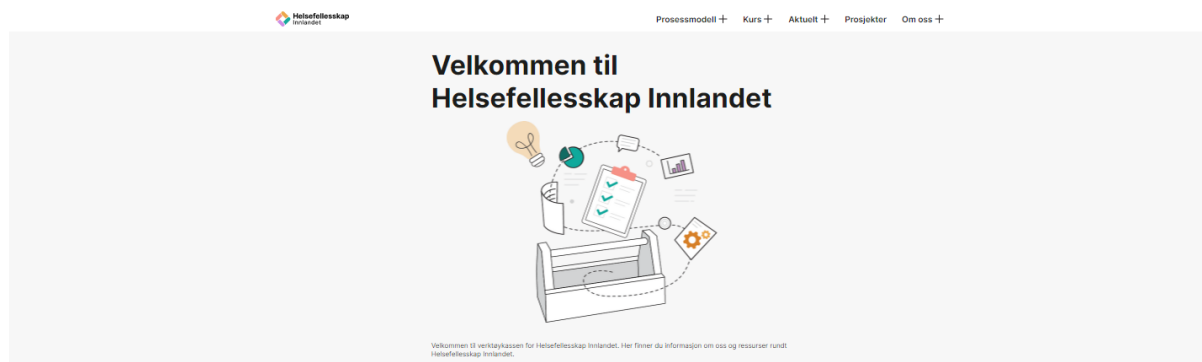 Helsefellesskap
Innlandet
Prosessmodell + Kurs + Aktuelt + Prosjekter Om oss +
Velkommen til
Helsefellesskap Innlandet
Velkommen til verktøykassen for Helsefellesskap Innlandet. Her finner du informasjon om oss og ressurser rundt
Helsefellesskap Innlandet.